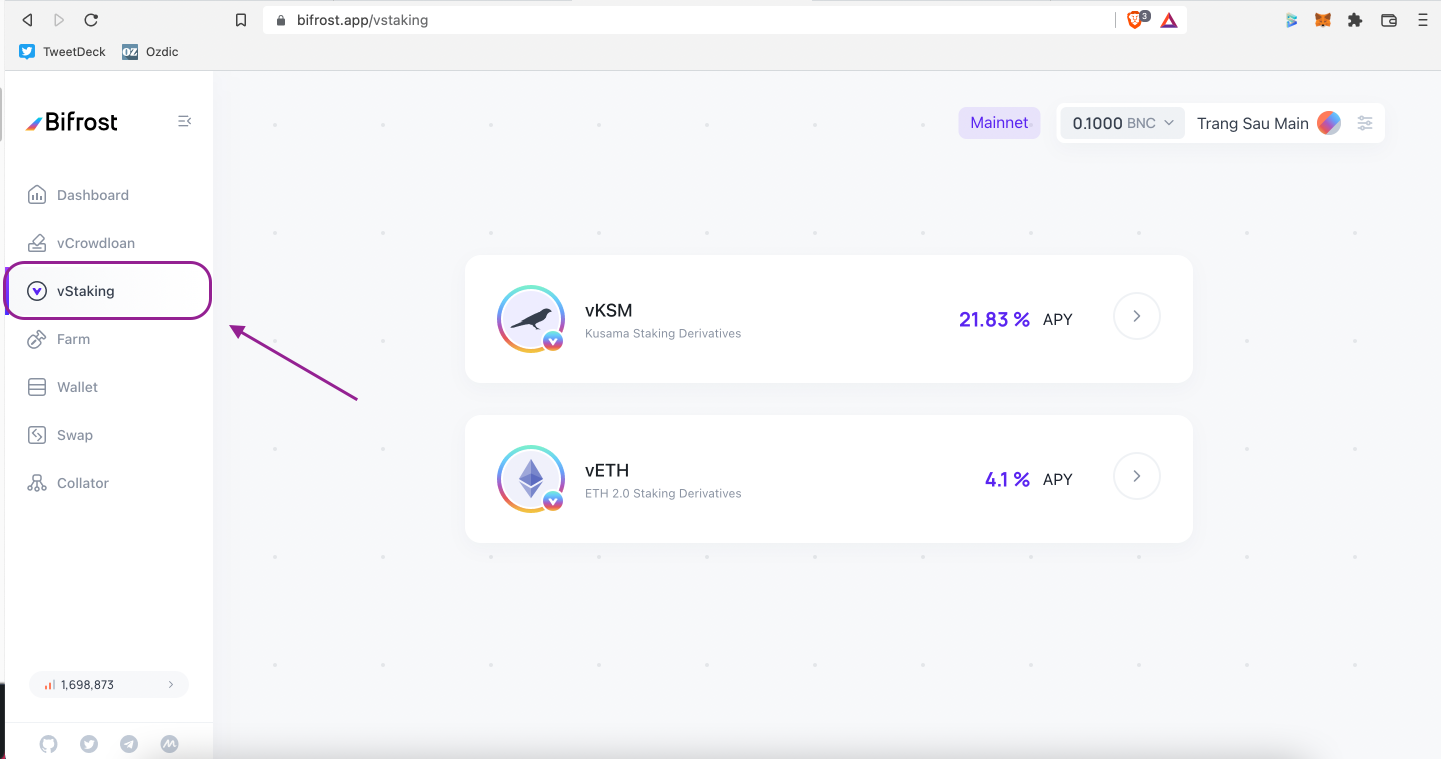 bifrost.app/vstaking
3
TweetDeck
OZ Ozdic
Bifrost
Mainnet
0.1000 BNC
Trang Sau Main
Dashboard
vCrowdloan
vStaking
Farm
Wallet
Swap
Collator
vKSM
Kusama Staking Derivatives
21.83 % APY
vETH
ETH 2.0 Staking Derivatives
4.1 % APY
1,698,873